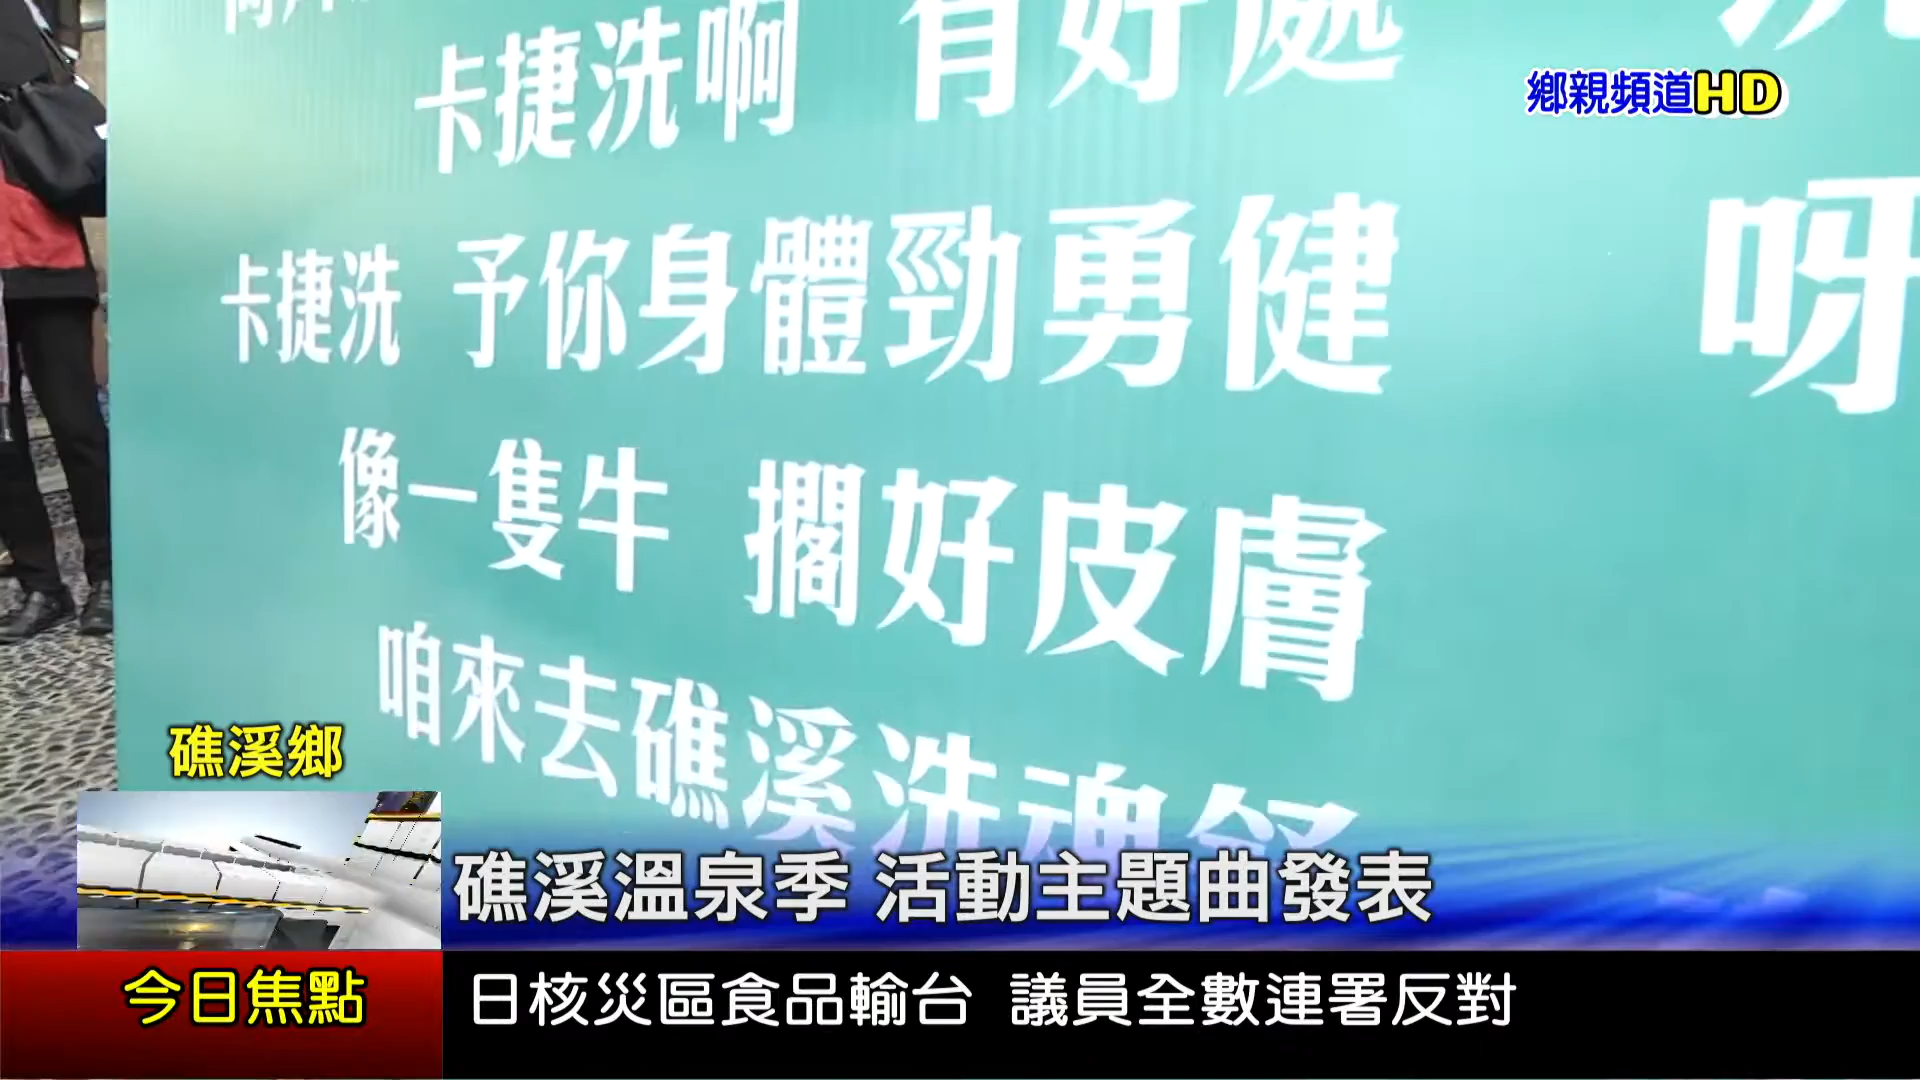 有好處
卡捷洗啊
鄉親頻道HD
卡捷洗 予你身體勁勇健
呀
像一隻牛 擱好皮膚
咱來去礁溪洗
礁溪鄉
礁溪溫泉季 活動主題曲發表
今日焦點
日核災區食品輸台 議員全數連署反對